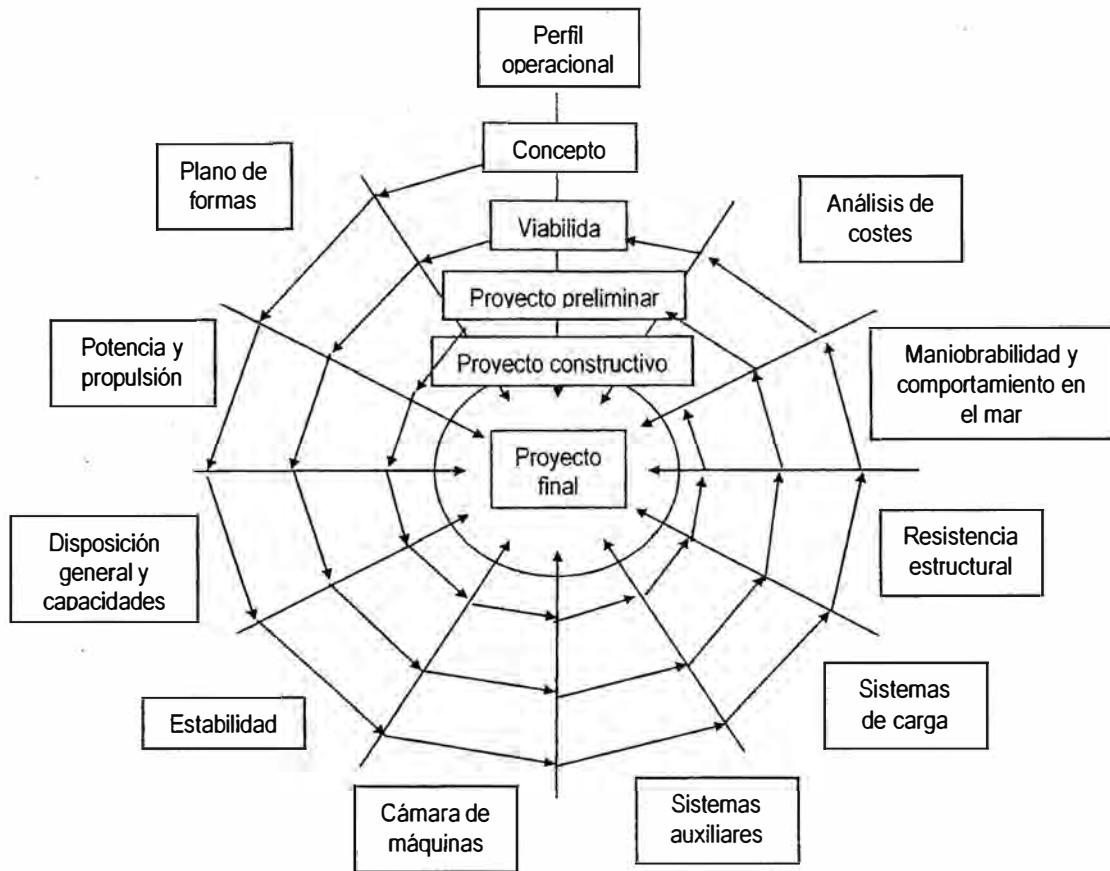 Perfil
operacional
Concepto
Plano de
formas
Viabilida
Análisis de
costes
Proyecto preliminar
Potencia y
propulsión
Proyecto constructivo
Maniobrabilidad y
comportamiento en
el mar
Proyecto
final
Disposición
general y
capacidades
Resistencia
estructural
Estabilidad
Sistemas
de carga
Cámara de
máquinas
Sistemas
auxiliares